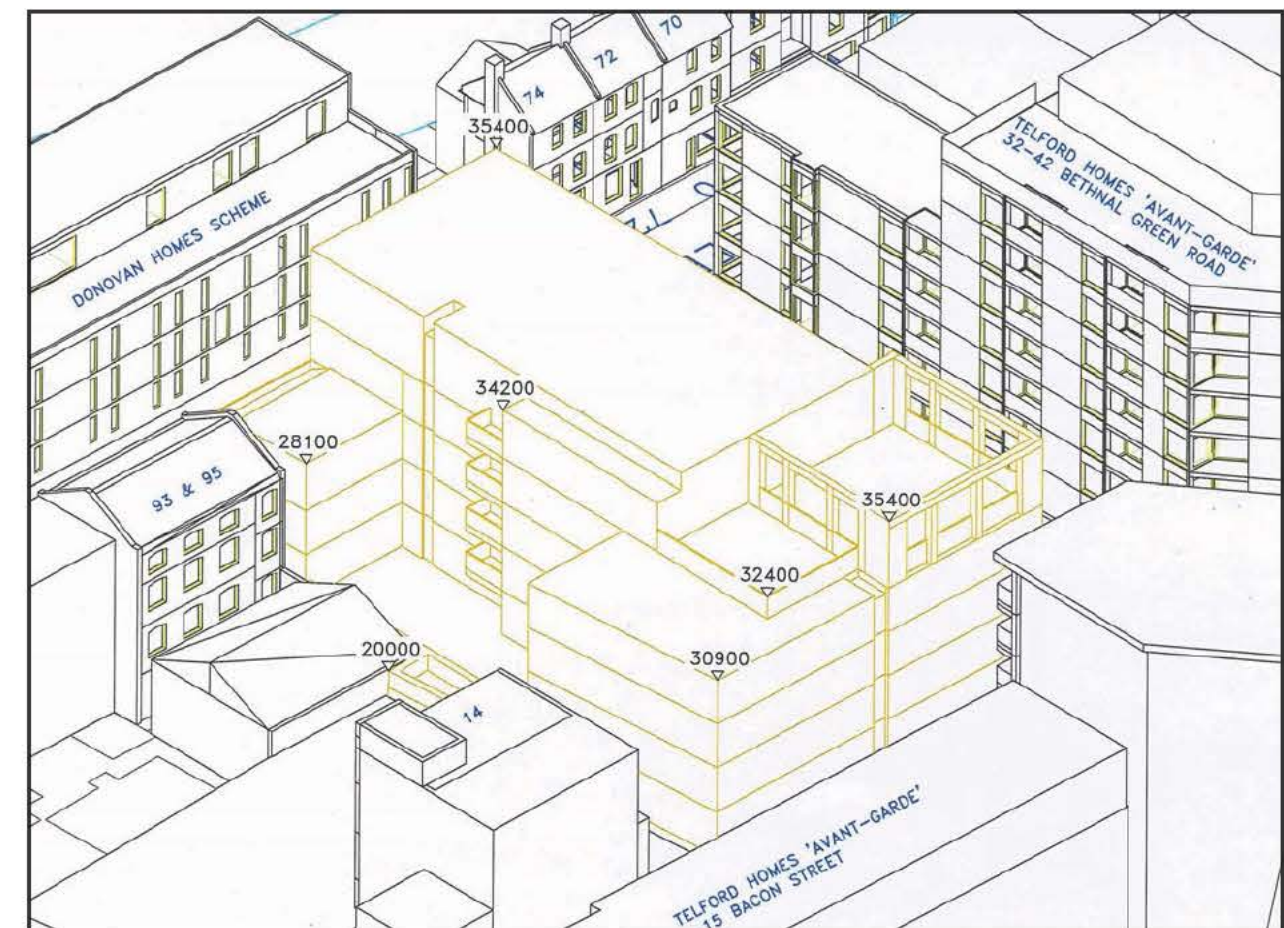 70
72
74
35400
TELFORD HOMES 'AVANT-GARDE'
32-42 BETHNAL GREEN ROAD
DONOVAN HOMES SCHEME
34200
28100
93 & 95
35400
32400
20000
30900
14
TELFORD HOMES 'AVANT-GARDE'
15 BACON STREET